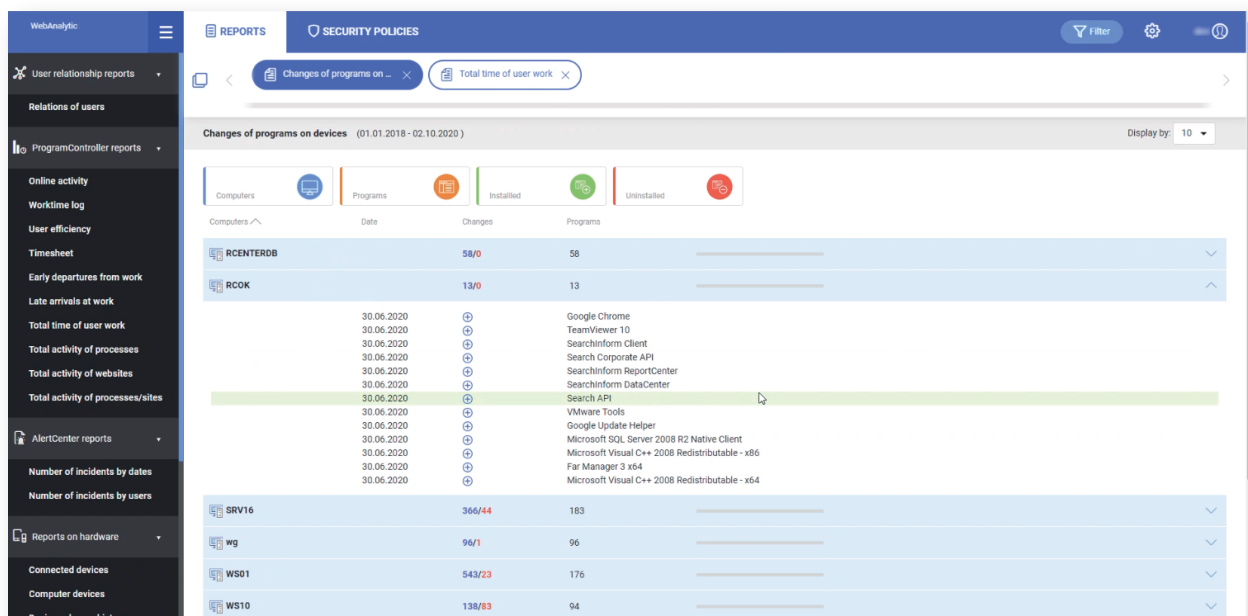 WebAnalytic
REPORTS
SECURITY POLICIES
Filter
User relationship reports
Relations of users
ProgramController reports
Online activity
Worktime log
User efficiency
Timesheet
Early departures from work
Late arrivals at work
Total time of user work
Total activity of processes
Total activity of websites
Total activity of processes/sites
AlertCenter reports
Number of incidents by dates
Number of incidents by users
Reports on hardware
Connected devices
Computer devices
Changes of programs on ...
Total time of user work
Changes of programs on devices (01.01.2018 - 02.10.2020 )
Display by: 10
Computers
Programs
Installed
Uninstalled
Computers Date Changes Programs
RCENTERDB 58/0 58
RCOK 13/0 13
30.06.2020 Google Chrome
30.06.2020 TeamViewer 10
30.06.2020 SearchInform Client
30.06.2020 Search Corporate API
30.06.2020 SearchInform ReportCenter
30.06.2020 SearchInform DataCenter
30.06.2020 Search API
30.06.2020 VMware Tools
30.06.2020 Google Update Helper
30.06.2020 Microsoft SQL Server 2008 R2 Native Client
30.06.2020 Microsoft Visual C++ 2008 Redistributable - x86
30.06.2020 Far Manager 3 x64
30.06.2020 Microsoft Visual C++ 2008 Redistributable - x64
SRV16 366/44 183
wg 96/1 96
WS01 543/23 176
WS10 138/83 94